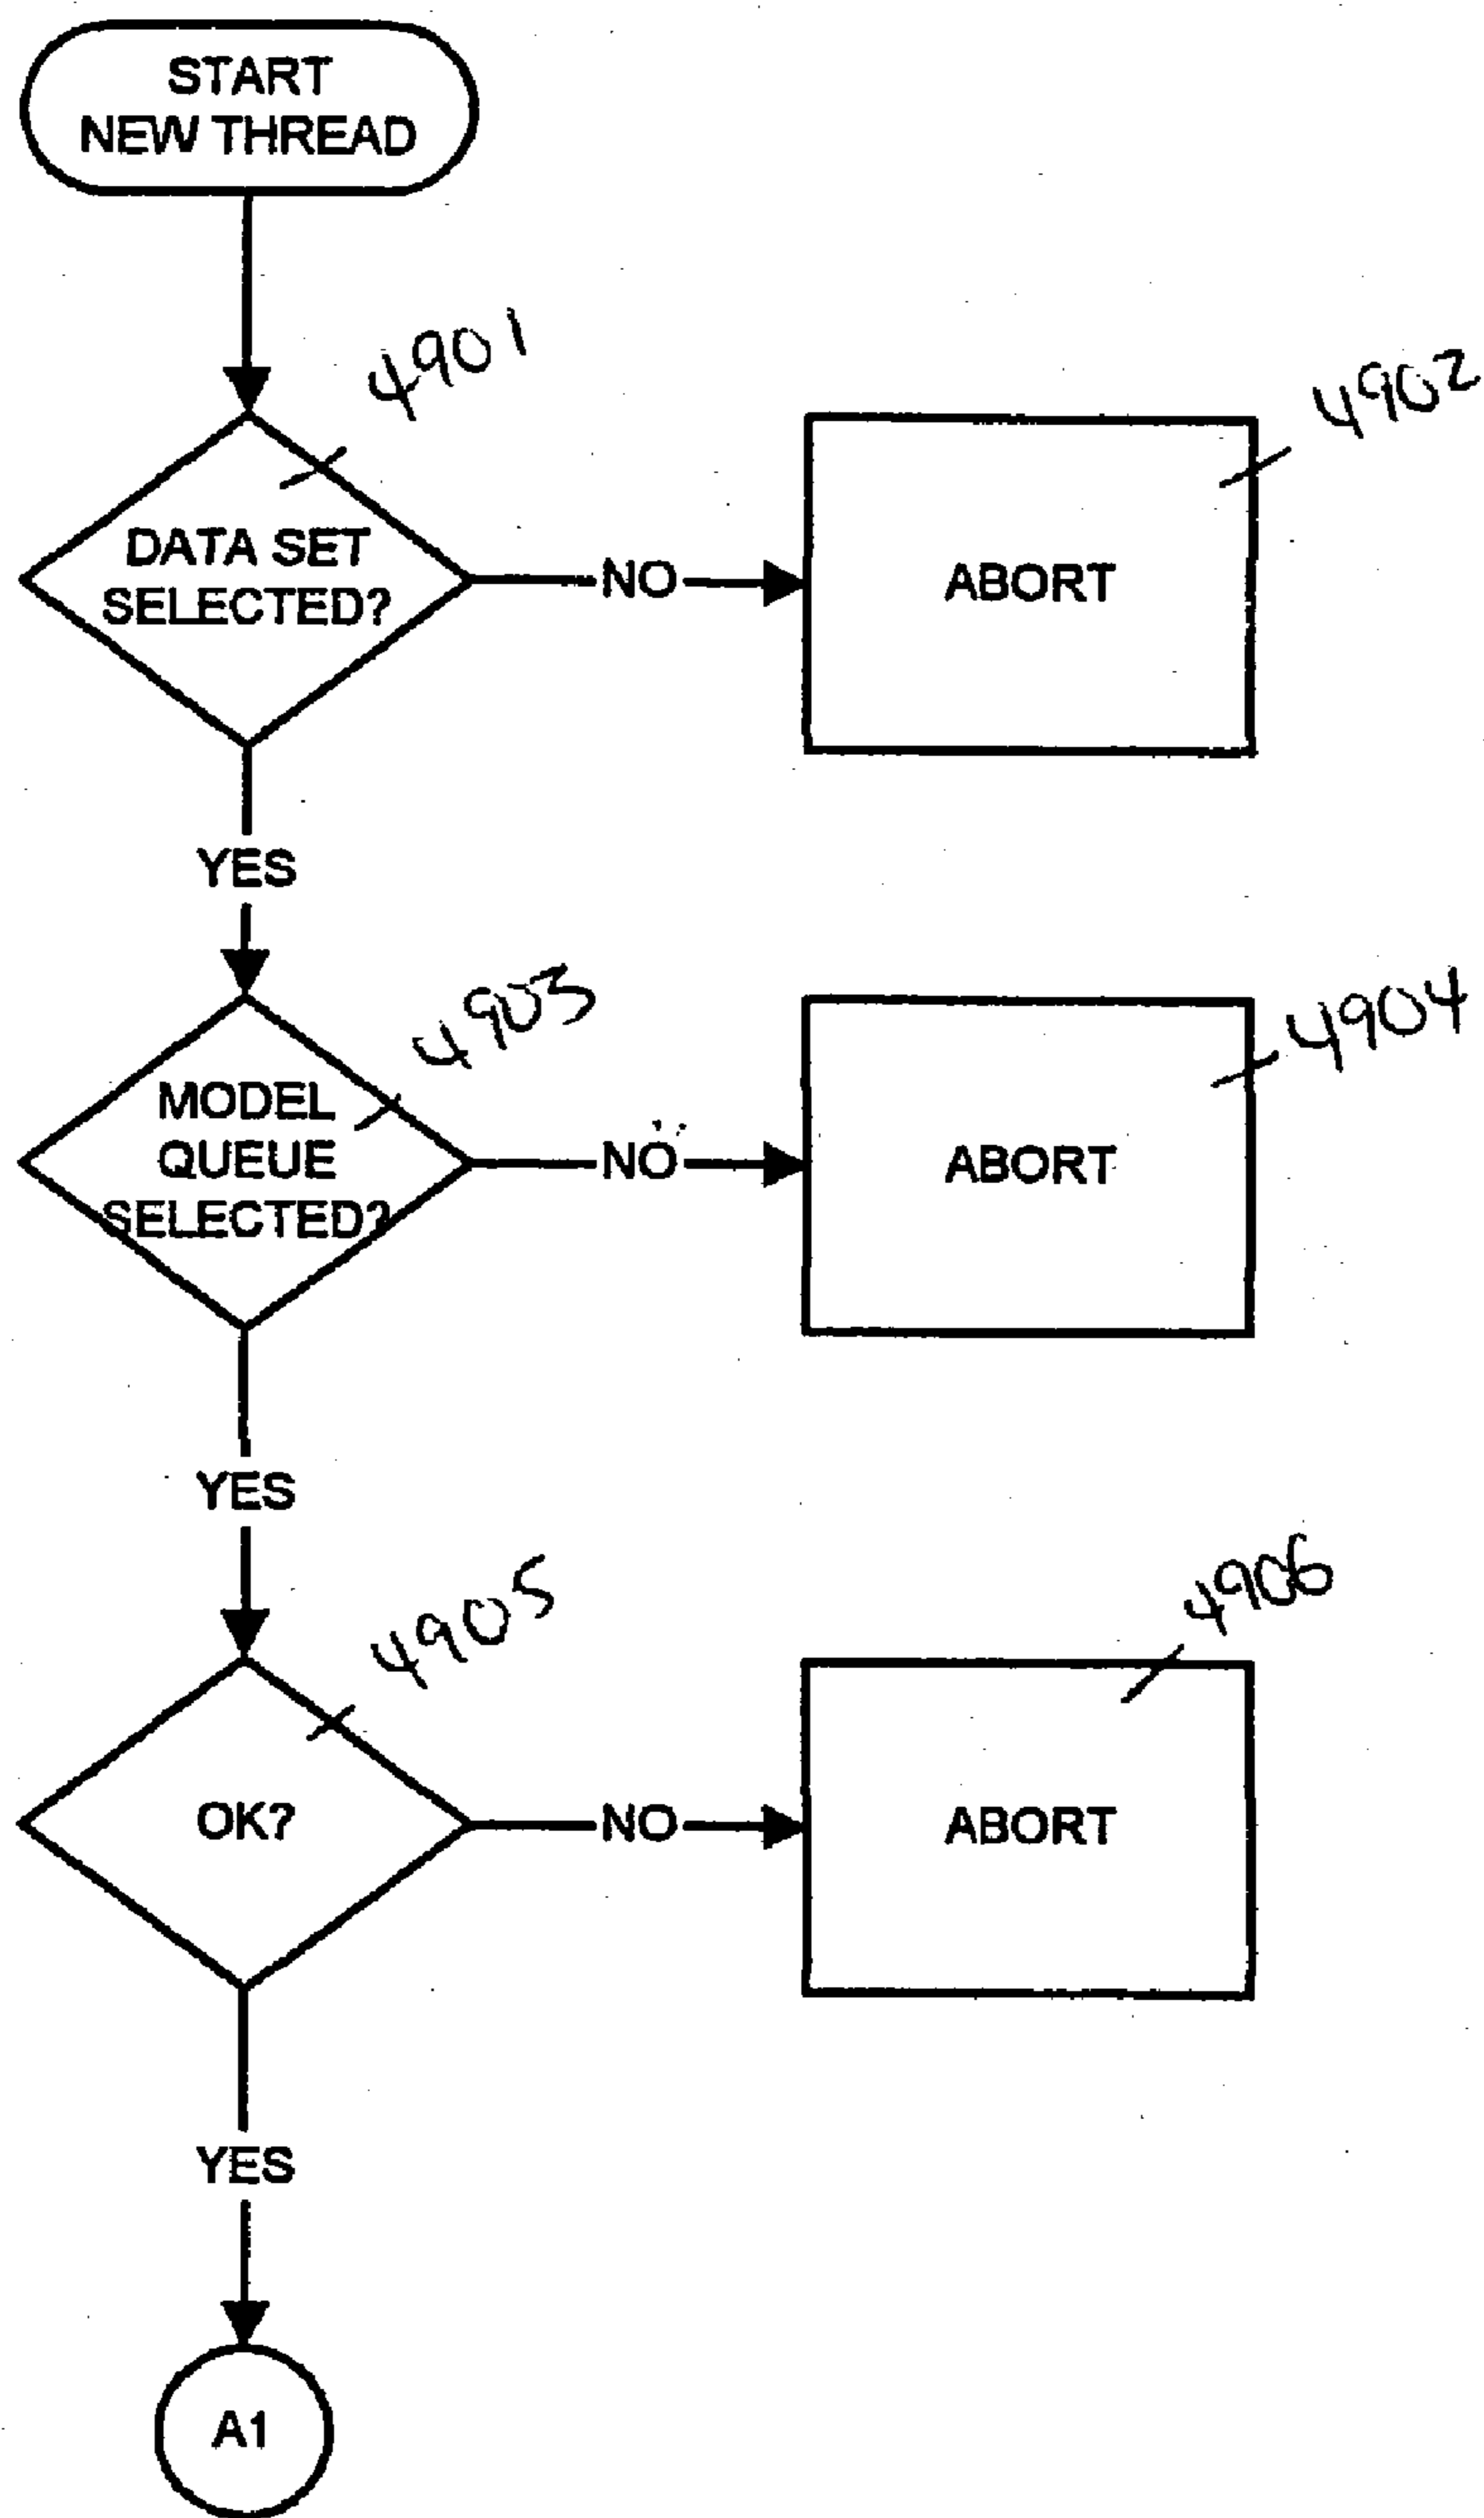 START
NEW THREAD
4901
4902
DATA SET
SELECTED?
NO
ABORT
YES
4903
4904
MODEL
QUEUE
SELECTED?
NO
ABORT
YES
4905
4906
OK?
NO
ABORT
YES
A1